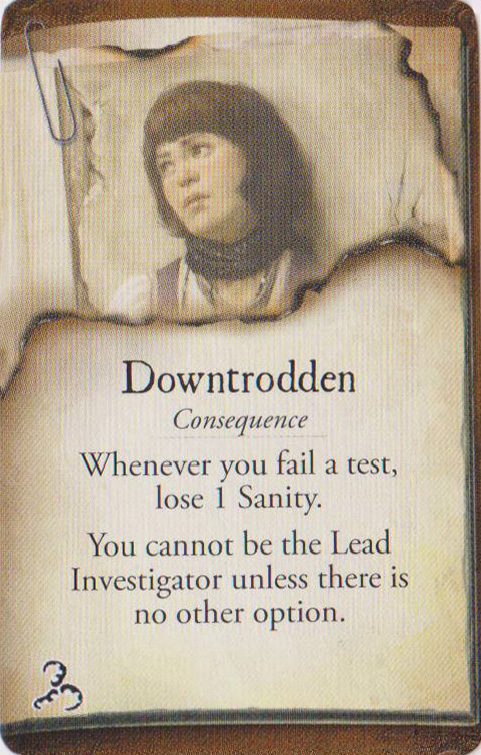 Downtrodden
Consequence
Whenever you fail a test,
lose 1 Sanity.
You cannot be the Lead
Investigator unless there is
no other option.